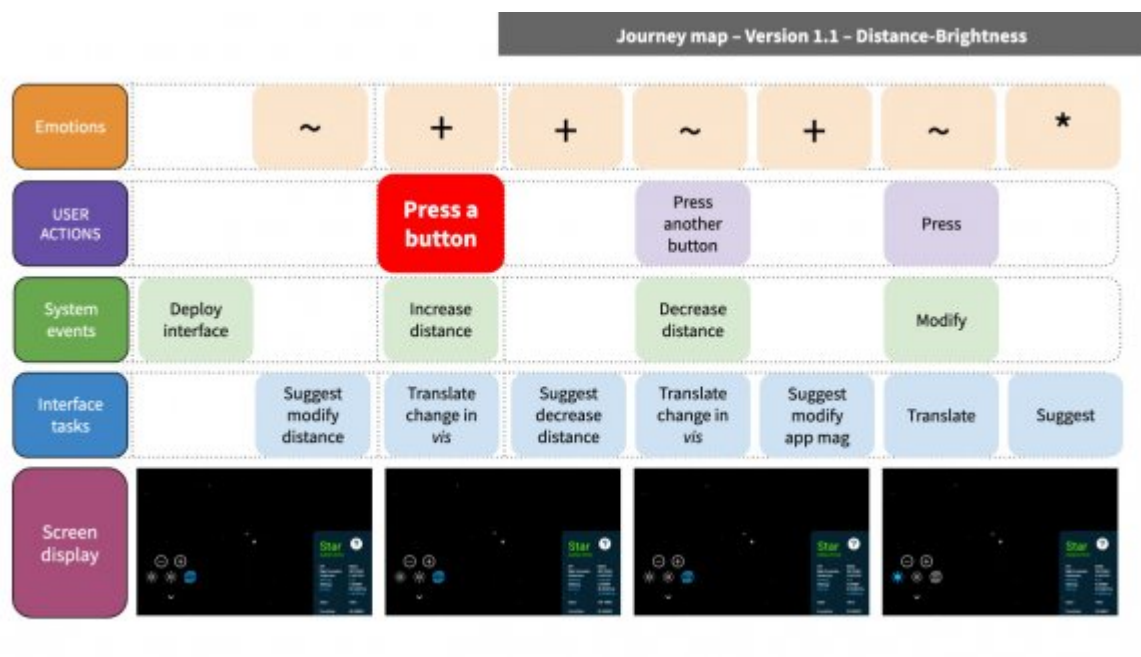 Journey map – Version 1.1 – Distance-Brightness
Emotions
~ + + ~ + ~ *
USER
ACTIONS
Press a
button
Press
another
button
Press
System
events
Deploy
interface
Increase
distance
Decrease
distance
Modify
Interface
tasks
Suggest
modify
distance
Translate
change in
vis
Suggest
decrease
distance
Translate
change in
vis
Suggest
modify
app mag
Translate
Suggest
Screen
display
Star
?
Star
?
Star
?
Star
?